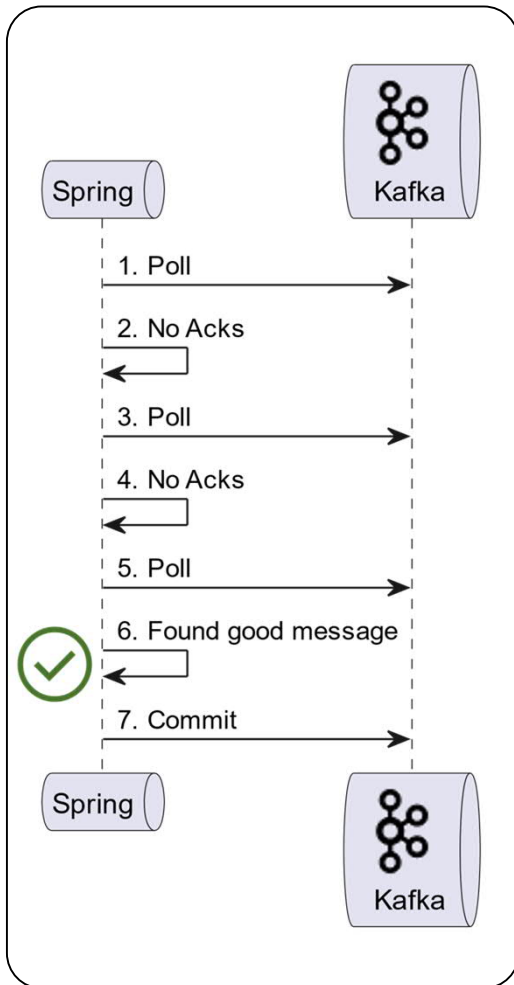 Spring
Kafka
1. Poll
2. No Acks
3. Poll
4. No Acks
5. Poll
6. Found good message
7. Commit
Spring
Kafka